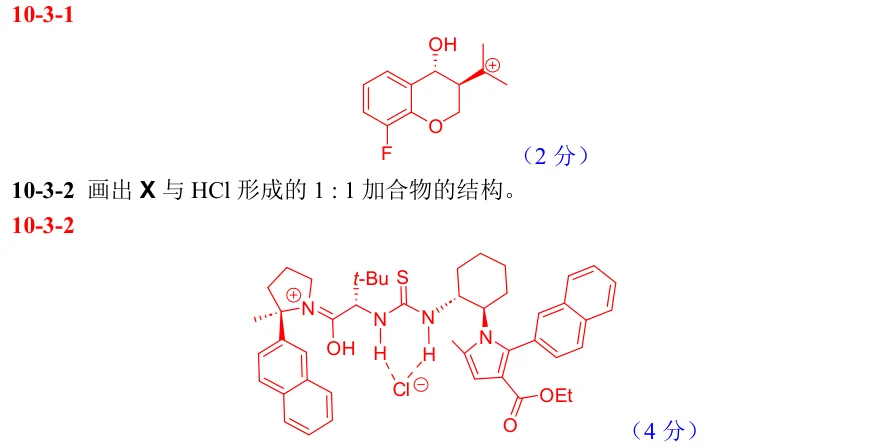 10-3-1
OH
⊕
O
F
(2 分)
10-3-2 画出 X 与 HCl 形成的 1 : 1 加合物的结构。
10-3-2
t-Bu S
⊕
N
N N
N
OH
H H
Cl ⊖
OEt
O
(4 分)